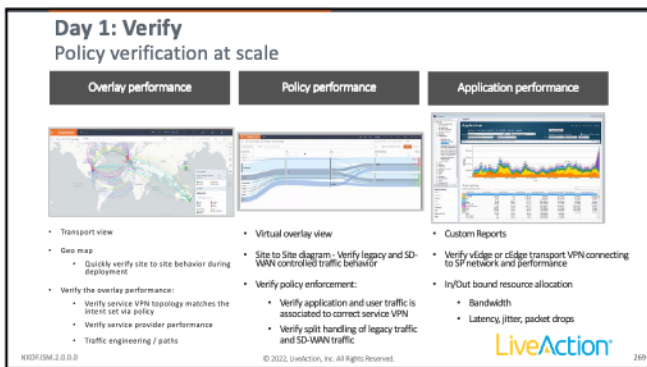 Day 1: Verify
Policy verification at scale
Overlay performance
Policy performance
Application performance
• Transport view
• Geo map
• Quickly verify site to site behavior during
deployment
• Verify the overlay performance:
• Verify service VPN topology matches the
intent set via policy
• Verify service provider performance
• Traffic engineering / paths
• Virtual overlay view
• Site to Site diagram - Verify legacy and SD-
WAN controlled traffic behavior
• Verify policy enforcement:
• Verify application and user traffic is
associated to correct service VPN
• Verify split handling of legacy traffic
and SD-WAN traffic
• Custom Reports
• Verify vEdge or cEdge transport VPN connecting
to SP network and performance
• In/Out bound resource allocation
• Bandwidth
• Latency, jitter, packet drops
LiveAction
NXOF.ISM.2.0.0.0
© 2022, LiveAction, Inc. All Rights Reserved.
269